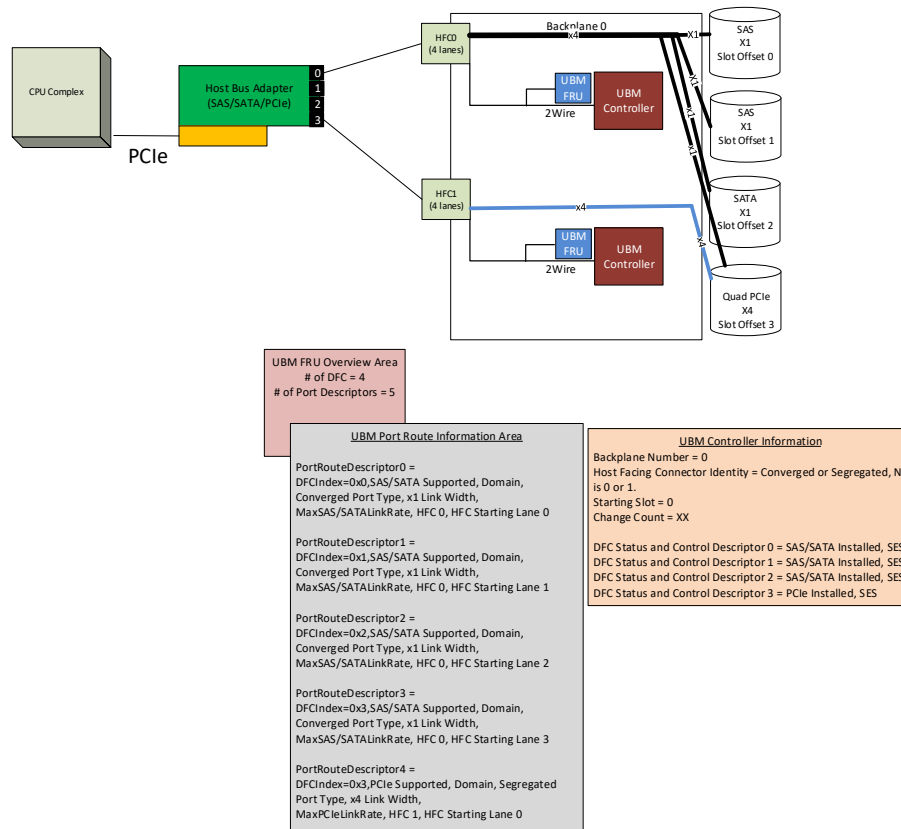 Backplane 0
HFC0
(4 lanes)
x4
X1
SAS
X1
Slot Offset 0
CPU Complex
Host Bus Adapter
(SAS/SATA/PCIe)
0
1
2
3
UBM
FRU
2Wire
UBM
Controller
X1
x1
x1
SAS
X1
Slot Offset 1
PCIe
HFC1
(4 lanes)
x4
x4
SATA
X1
Slot Offset 2
UBM
FRU
2Wire
UBM
Controller
Quad PCIe
X4
Slot Offset 3
UBM FRU Overview Area
# of DFC = 4
# of Port Descriptors = 5
UBM Port Route Information Area
PortRouteDescriptor0 =
DFCIndex=0x0,SAS/SATA Supported, Domain,
Converged Port Type, x1 Link Width,
MaxSAS/SATALinkRate, HFC 0, HFC Starting Lane 0
PortRouteDescriptor1 =
DFCIndex=0x1,SAS/SATA Supported, Domain,
Converged Port Type, x1 Link Width,
MaxSAS/SATALinkRate, HFC 0, HFC Starting Lane 1
PortRouteDescriptor2 =
DFCIndex=0x2,SAS/SATA Supported, Domain,
Converged Port Type, x1 Link Width,
MaxSAS/SATALinkRate, HFC 0, HFC Starting Lane 2
PortRouteDescriptor3 =
DFCIndex=0x3,SAS/SATA Supported, Domain,
Converged Port Type, x1 Link Width,
MaxSAS/SATALinkRate, HFC 0, HFC Starting Lane 3
PortRouteDescriptor4 =
DFCIndex=0x3,PCIe Supported, Domain, Segregated
Port Type, x4 Link Width,
MaxPCIeLinkRate, HFC 1, HFC Starting Lane 0
UBM Controller Information
Backplane Number = 0
Host Facing Connector Identity = Converged or Segregated, N
is 0 or 1.
Starting Slot = 0
Change Count = XX
DFC Status and Control Descriptor 0 = SAS/SATA Installed, SES
DFC Status and Control Descriptor 1 = SAS/SATA Installed, SES
DFC Status and Control Descriptor 2 = SAS/SATA Installed, SES
DFC Status and Control Descriptor 3 = PCIe Installed, SES